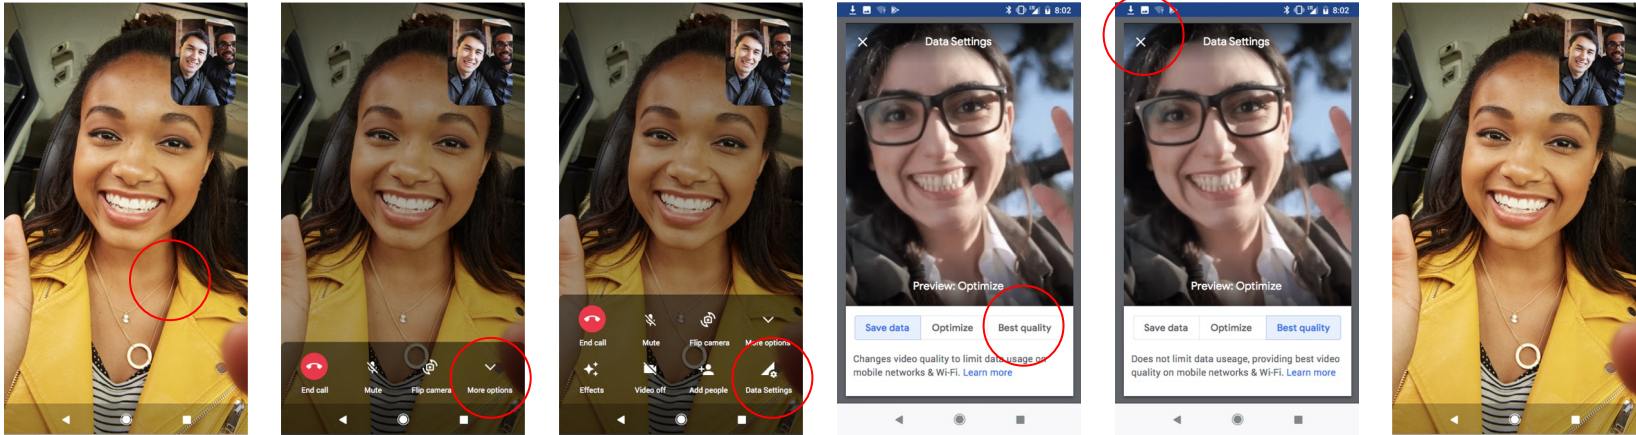 End call
Mute
Flip camera
More options
End call
Mute
Flip camera
More options
Effects
Video off
Add people
Data Settings
8:02
Data Settings
Preview: Optimize
Save data
Optimize
Best quality
Changes video quality to limit data usage on
mobile networks & Wi-Fi. Learn more
8:02
Data Settings
Preview: Optimize
Save data
Optimize
Best quality
Does not limit data useage, providing best video
quality on mobile networks & Wi-Fi. Learn more